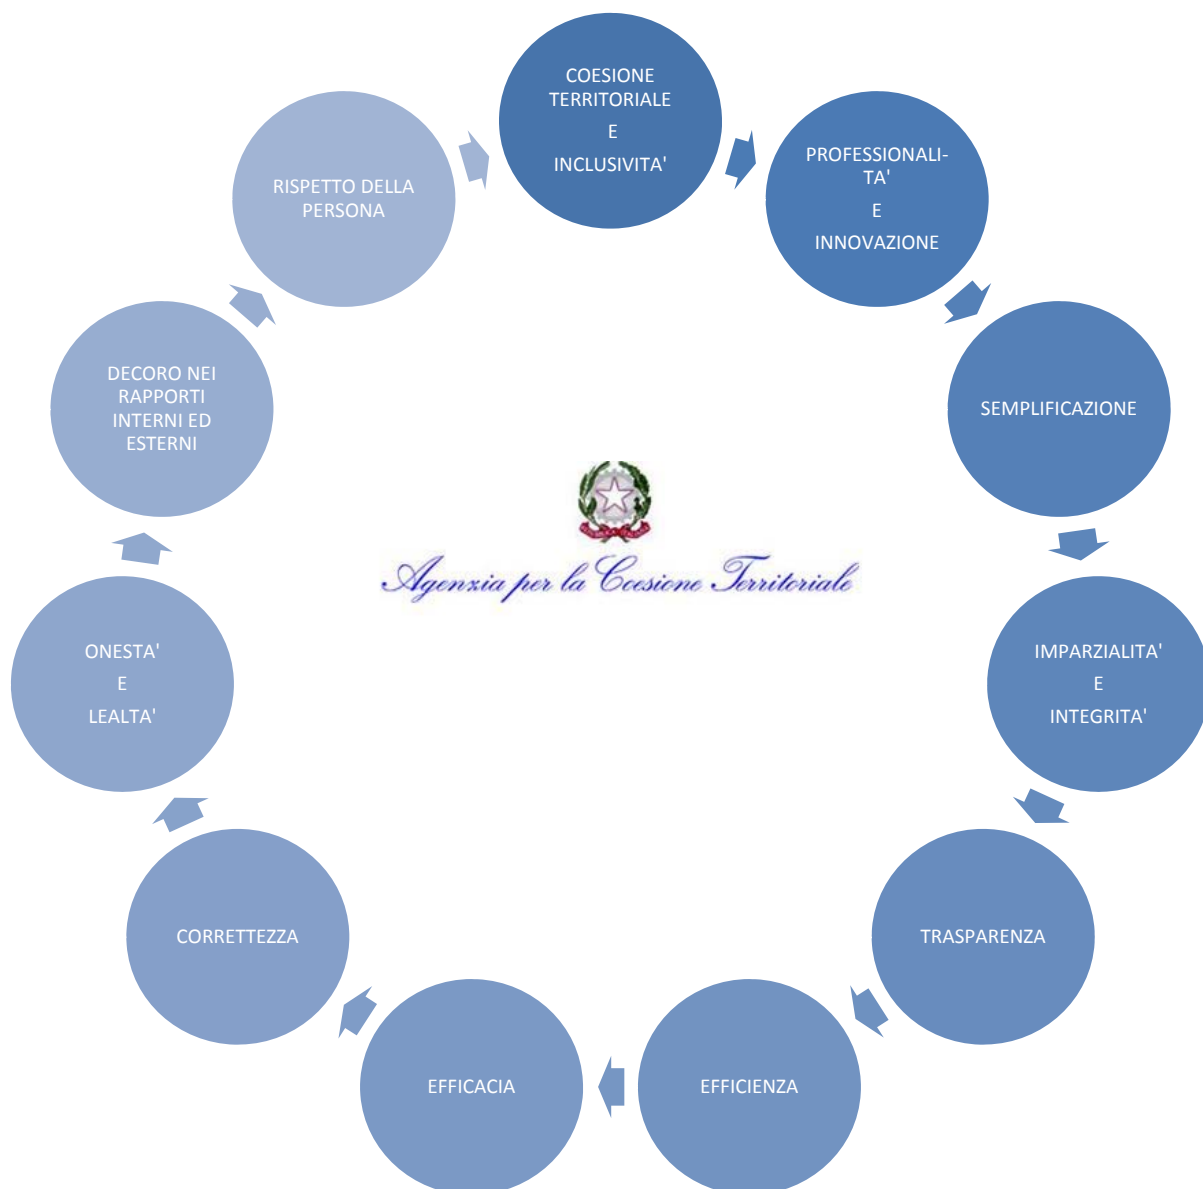 COESIONE
TERRITORIALE
E
INCLUSIVITA'
PROFESSIONALI-
TA'
E
INNOVAZIONE
SEMPLIFICAZIONE
IMPARZIALITA'
E
INTEGRITA'
TRASPARENZA
EFFICIENZA
EFFICACIA
CORRETTEZZA
ONESTA'
E
LEALTA'
DECORO NEI
RAPPORTI
INTERNI ED
ESTERNI
RISPETTO DELLA
PERSONA
Agenzia per la Coesione Territoriale